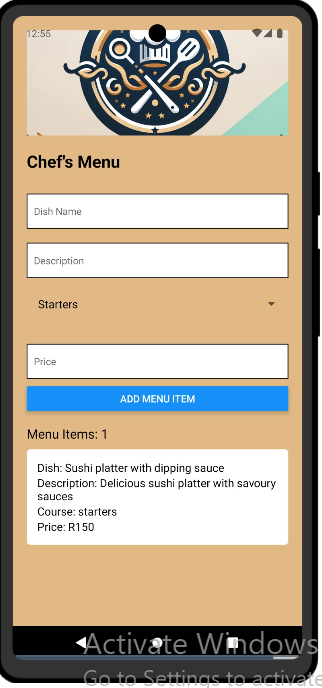 12:55
Chef's Menu
Dish Name
Description
Starters
Price
ADD MENU ITEM
Menu Items: 1
Dish: Sushi platter with dipping sauce
Description: Delicious sushi platter with savoury
sauces
Course: starters
Price: R150
Activate Windows
Go to Settings to activate